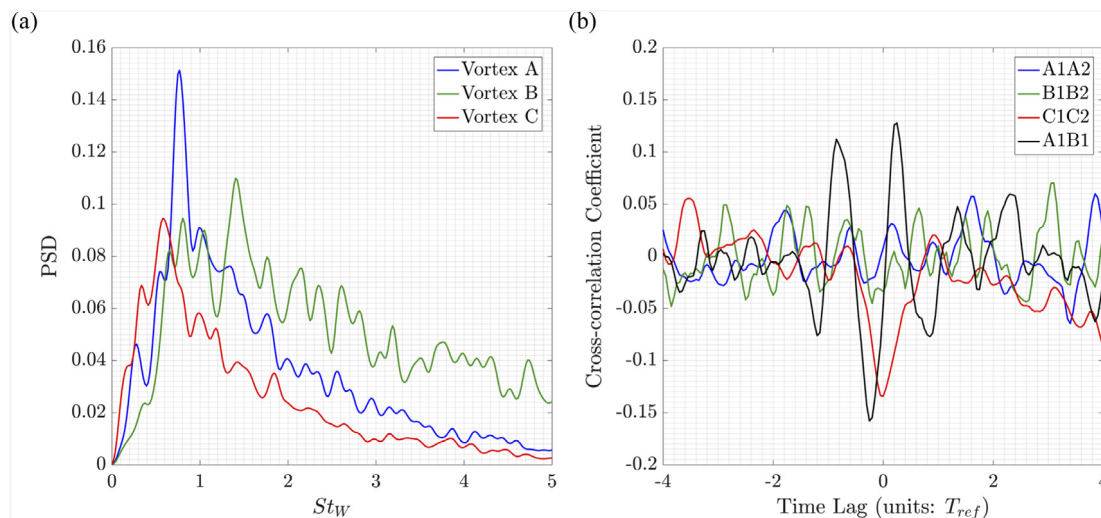 (a)
0.16
0.14
0.12
0.1
0.08
0.06
0.04
0.02
0
PSD
0 1 2 3 4 5
St_W
Vortex A
Vortex B
Vortex C
(b)
0.2
0.15
0.1
0.05
0
-0.05
-0.1
-0.15
-0.2
Cross-correlation Coefficient
-4 -2 0 2 4
Time Lag (units: T_ref)
A1A2
B1B2
C1C2
A1B1